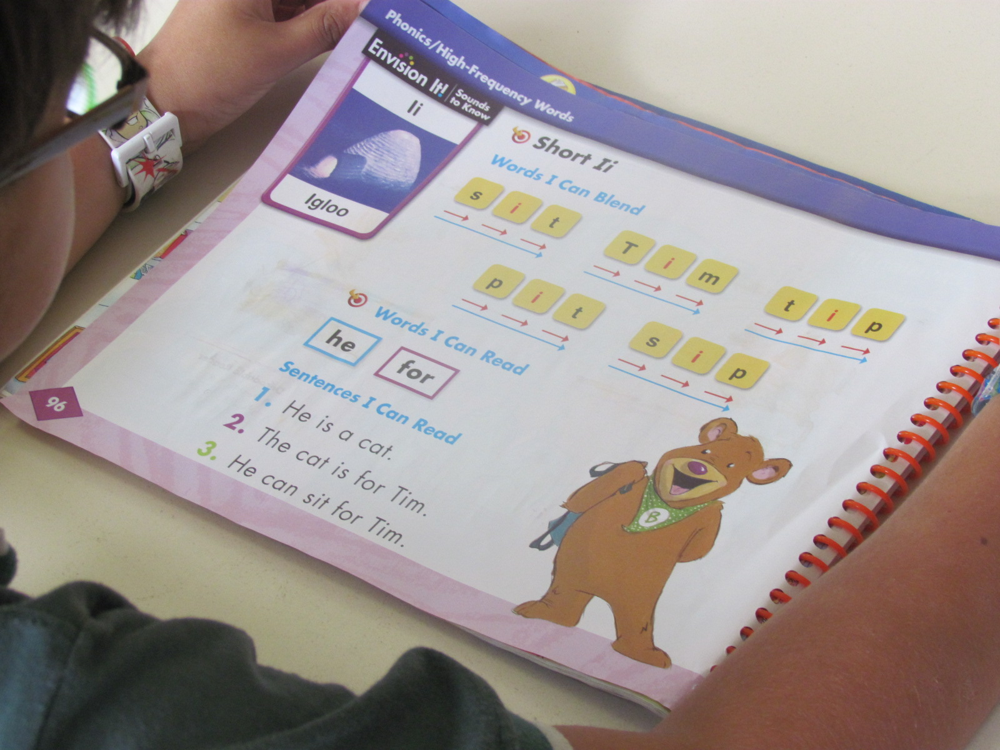 Phonics/High-Frequency Words
Envision It!
Sounds
to Know
Ii
Igloo
Short Ii
Words I Can Blend
s i t
T i m
t i p
p i t
s i p
Words I Can Read
he
for
Sentences I Can Read
1. He is a cat.
2. The cat is for Tim.
3. He can sit for Tim.
B
96